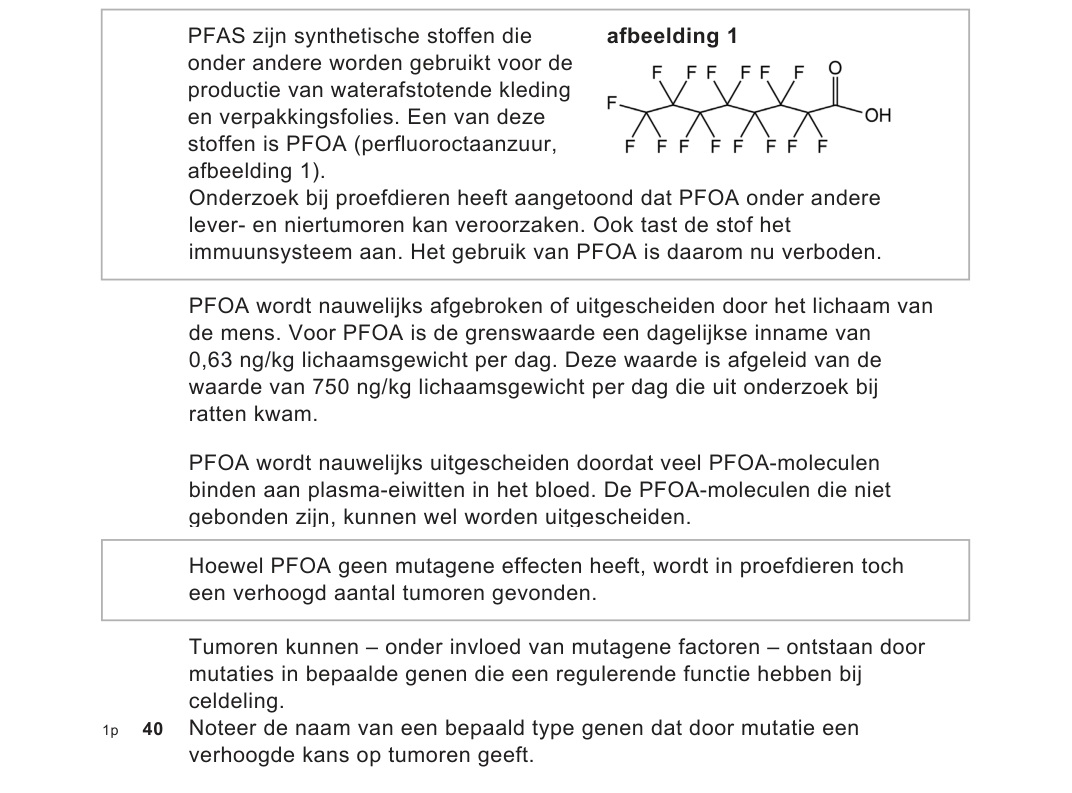 PFAS zijn synthetische stoffen die
onder andere worden gebruikt voor de
productie van waterafstotende kleding
en verpakkingsfolies. Een van deze
stoffen is PFOA (perfluoroctaanzuur,
afbeelding 1).
afbeelding 1
F F F F F F O
F
OH
F F F F F F F F
Onderzoek bij proefdieren heeft aangetoond dat PFOA onder andere
lever- en niertumoren kan veroorzaken. Ook tast de stof het
immuunsysteem aan. Het gebruik van PFOA is daarom nu verboden.
PFOA wordt nauwelijks afgebroken of uitgescheiden door het lichaam van
de mens. Voor PFOA is de grenswaarde een dagelijkse inname van
0,63 ng/kg lichaamsgewicht per dag. Deze waarde is afgeleid van de
waarde van 750 ng/kg lichaamsgewicht per dag die uit onderzoek bij
ratten kwam.
PFOA wordt nauwelijks uitgescheiden doordat veel PFOA-moleculen
binden aan plasma-eiwitten in het bloed. De PFOA-moleculen die niet
gebonden zijn, kunnen wel worden uitgescheiden.
Hoewel PFOA geen mutagene effecten heeft, wordt in proefdieren toch
een verhoogd aantal tumoren gevonden.
Tumoren kunnen – onder invloed van mutagene factoren – ontstaan door
mutaties in bepaalde genen die een regulerende functie hebben bij
celdeling.
1p 40 Noteer de naam van een bepaald type genen dat door mutatie een
verhoogde kans op tumoren geeft.